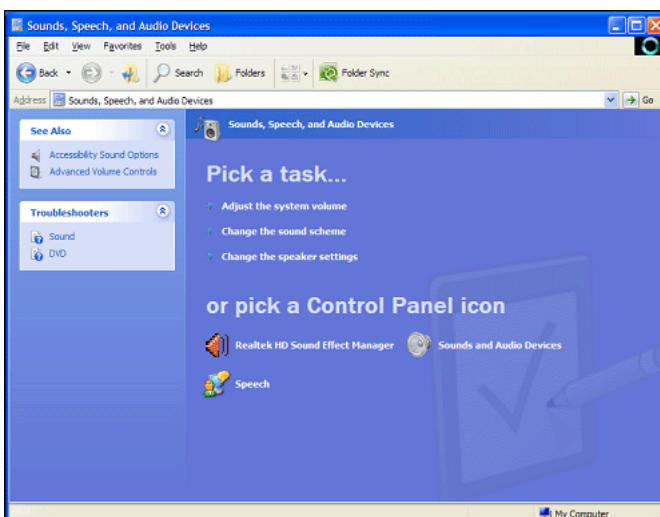 Sounds, Speech, and Audio Devices
File Edit View Favorites Tools Help
Back Search Folders Folder Sync
Address Sounds, Speech, and Audio Devices Go
See Also
Accessibility Sound Options
Advanced Volume Controls
Troubleshooters
Sound
DVD
Sounds, Speech, and Audio Devices
Pick a task...
Adjust the system volume
Change the sound scheme
Change the speaker settings
or pick a Control Panel icon
Realtek HD Sound Effect Manager Sounds and Audio Devices
Speech
My Computer